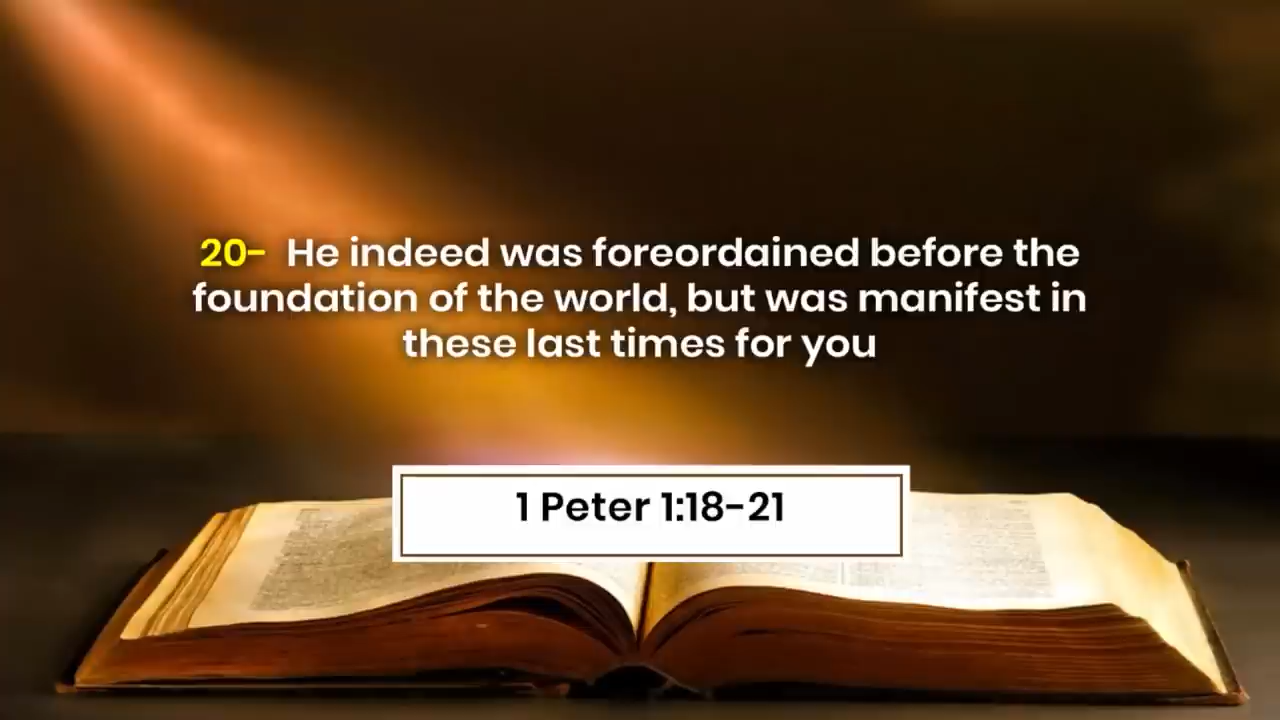 20- He indeed was foreordained before the
foundation of the world, but was manifest in
these last times for you
1 Peter 1:18-21